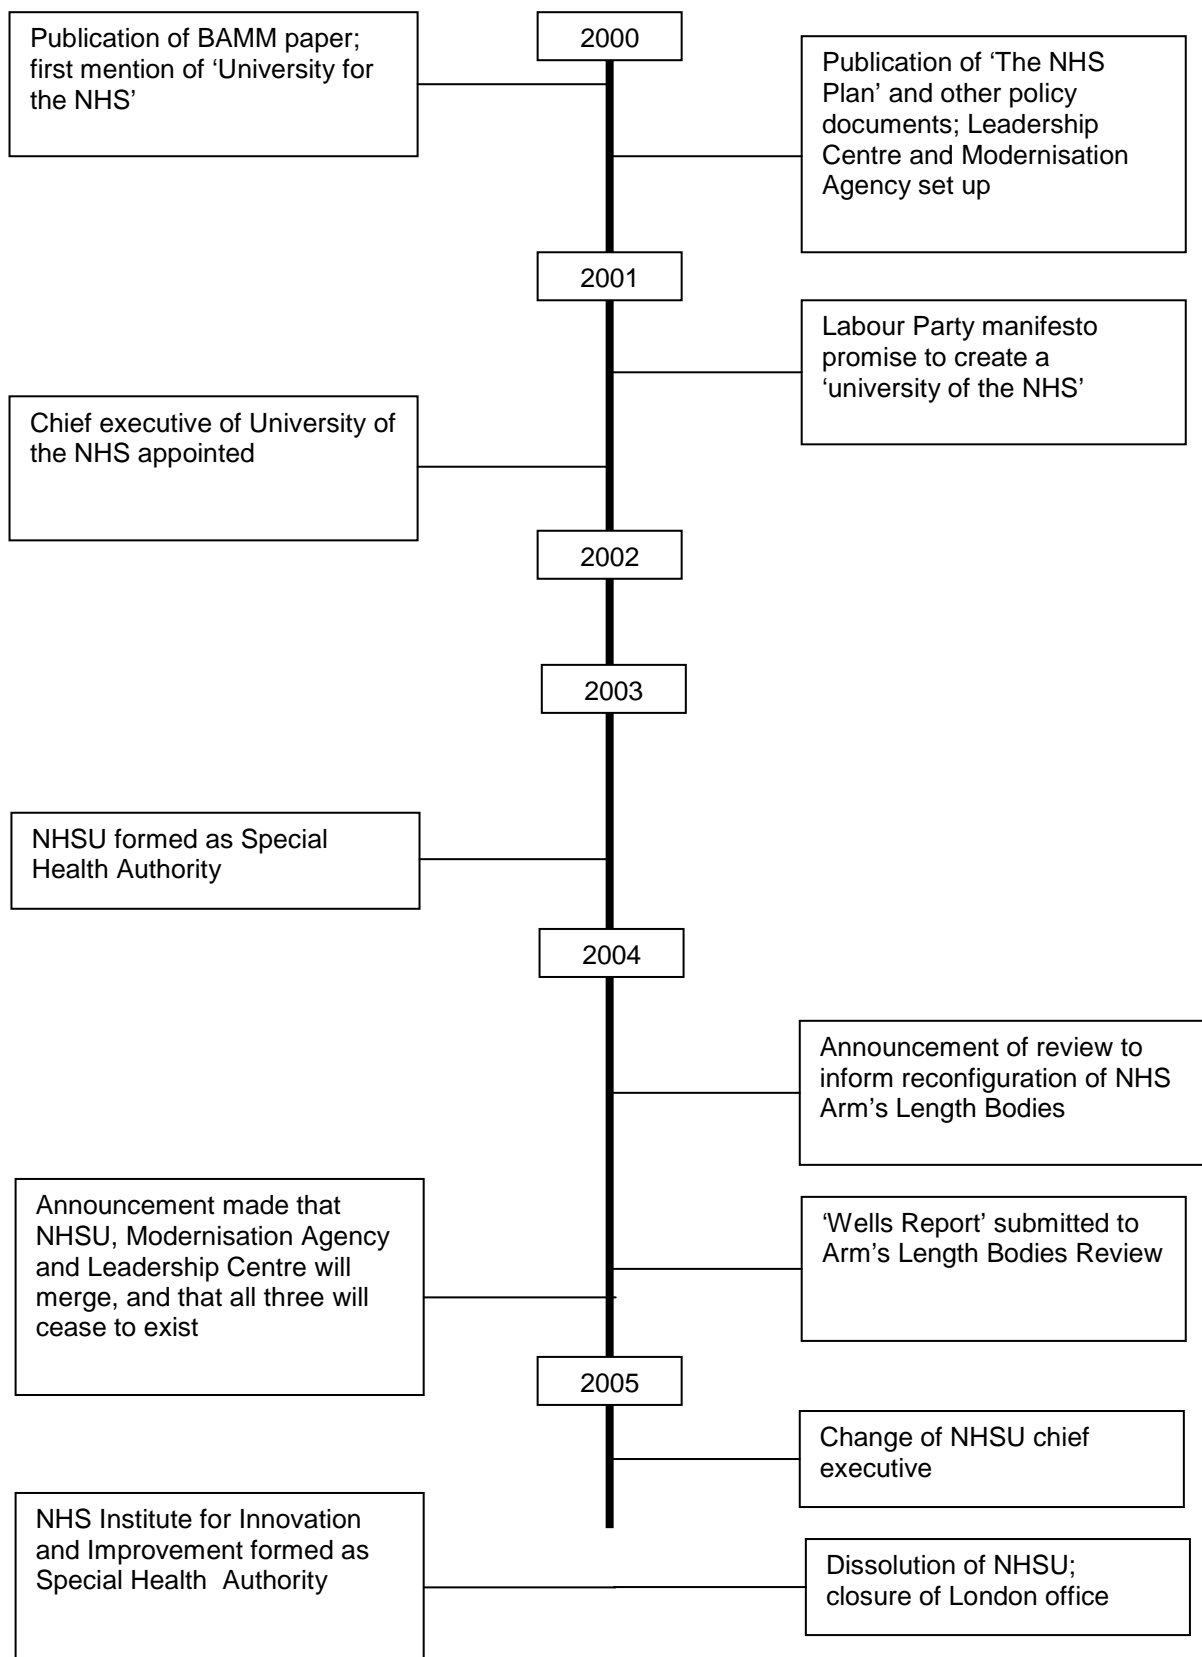 2000
Publication of BAMM paper;
first mention of ‘University for
the NHS’
Publication of ‘The NHS
Plan’ and other policy
documents; Leadership
Centre and Modernisation
Agency set up
2001
Labour Party manifesto
promise to create a
‘university of the NHS’
Chief executive of University of
the NHS appointed
2002
2003
NHSU formed as Special
Health Authority
2004
Announcement of review to
inform reconfiguration of NHS
Arm’s Length Bodies
Announcement made that
NHSU, Modernisation Agency
and Leadership Centre will
merge, and that all three will
cease to exist
‘Wells Report’ submitted to
Arm’s Length Bodies Review
2005
Change of NHSU chief
executive
NHS Institute for Innovation
and Improvement formed as
Special Health Authority
Dissolution of NHSU;
closure of London office